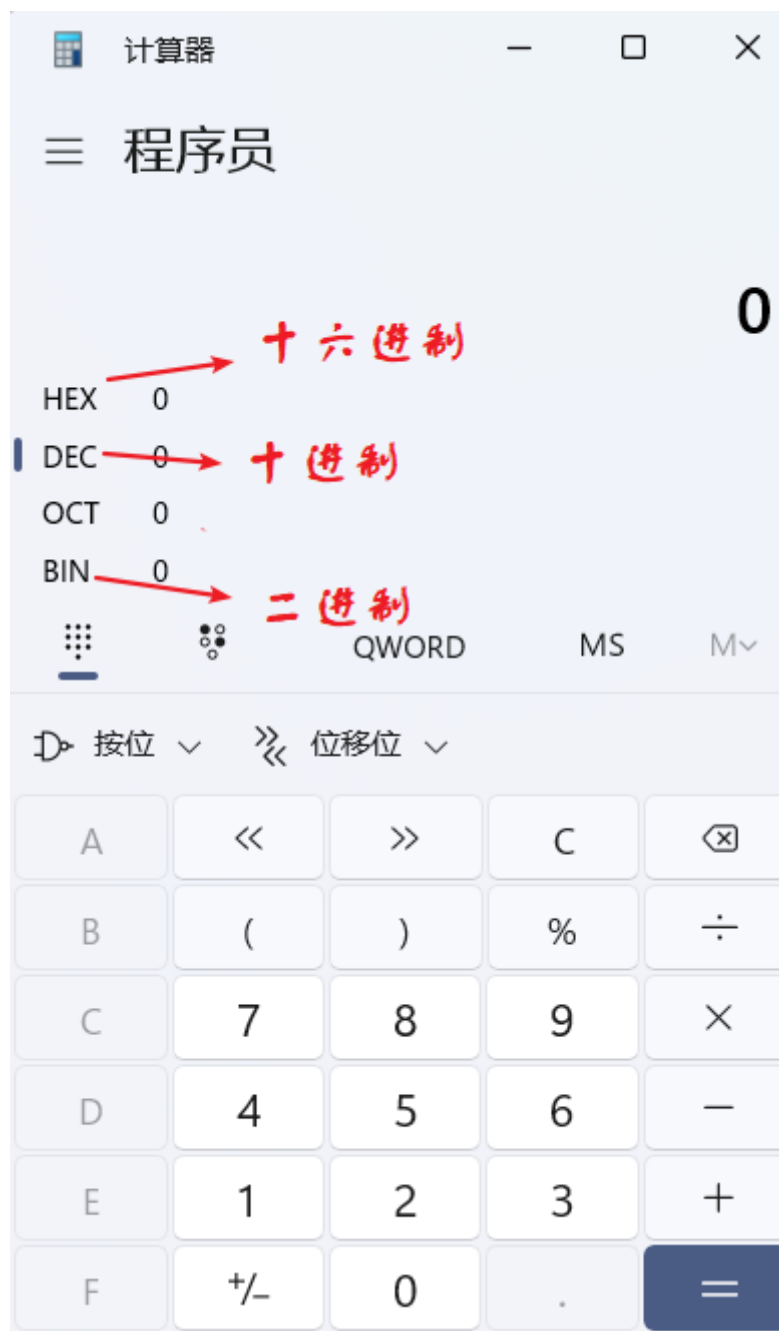 计算器
程序员
0
十六进制
HEX 0
DEC 0 十进制
OCT 0
BIN 0 二进制
QWORD MS M
按位 位移位
A << >> C
B ( ) % ÷
C 7 8 9 ×
D 4 5 6 −
E 1 2 3 +
F +/− 0 . =